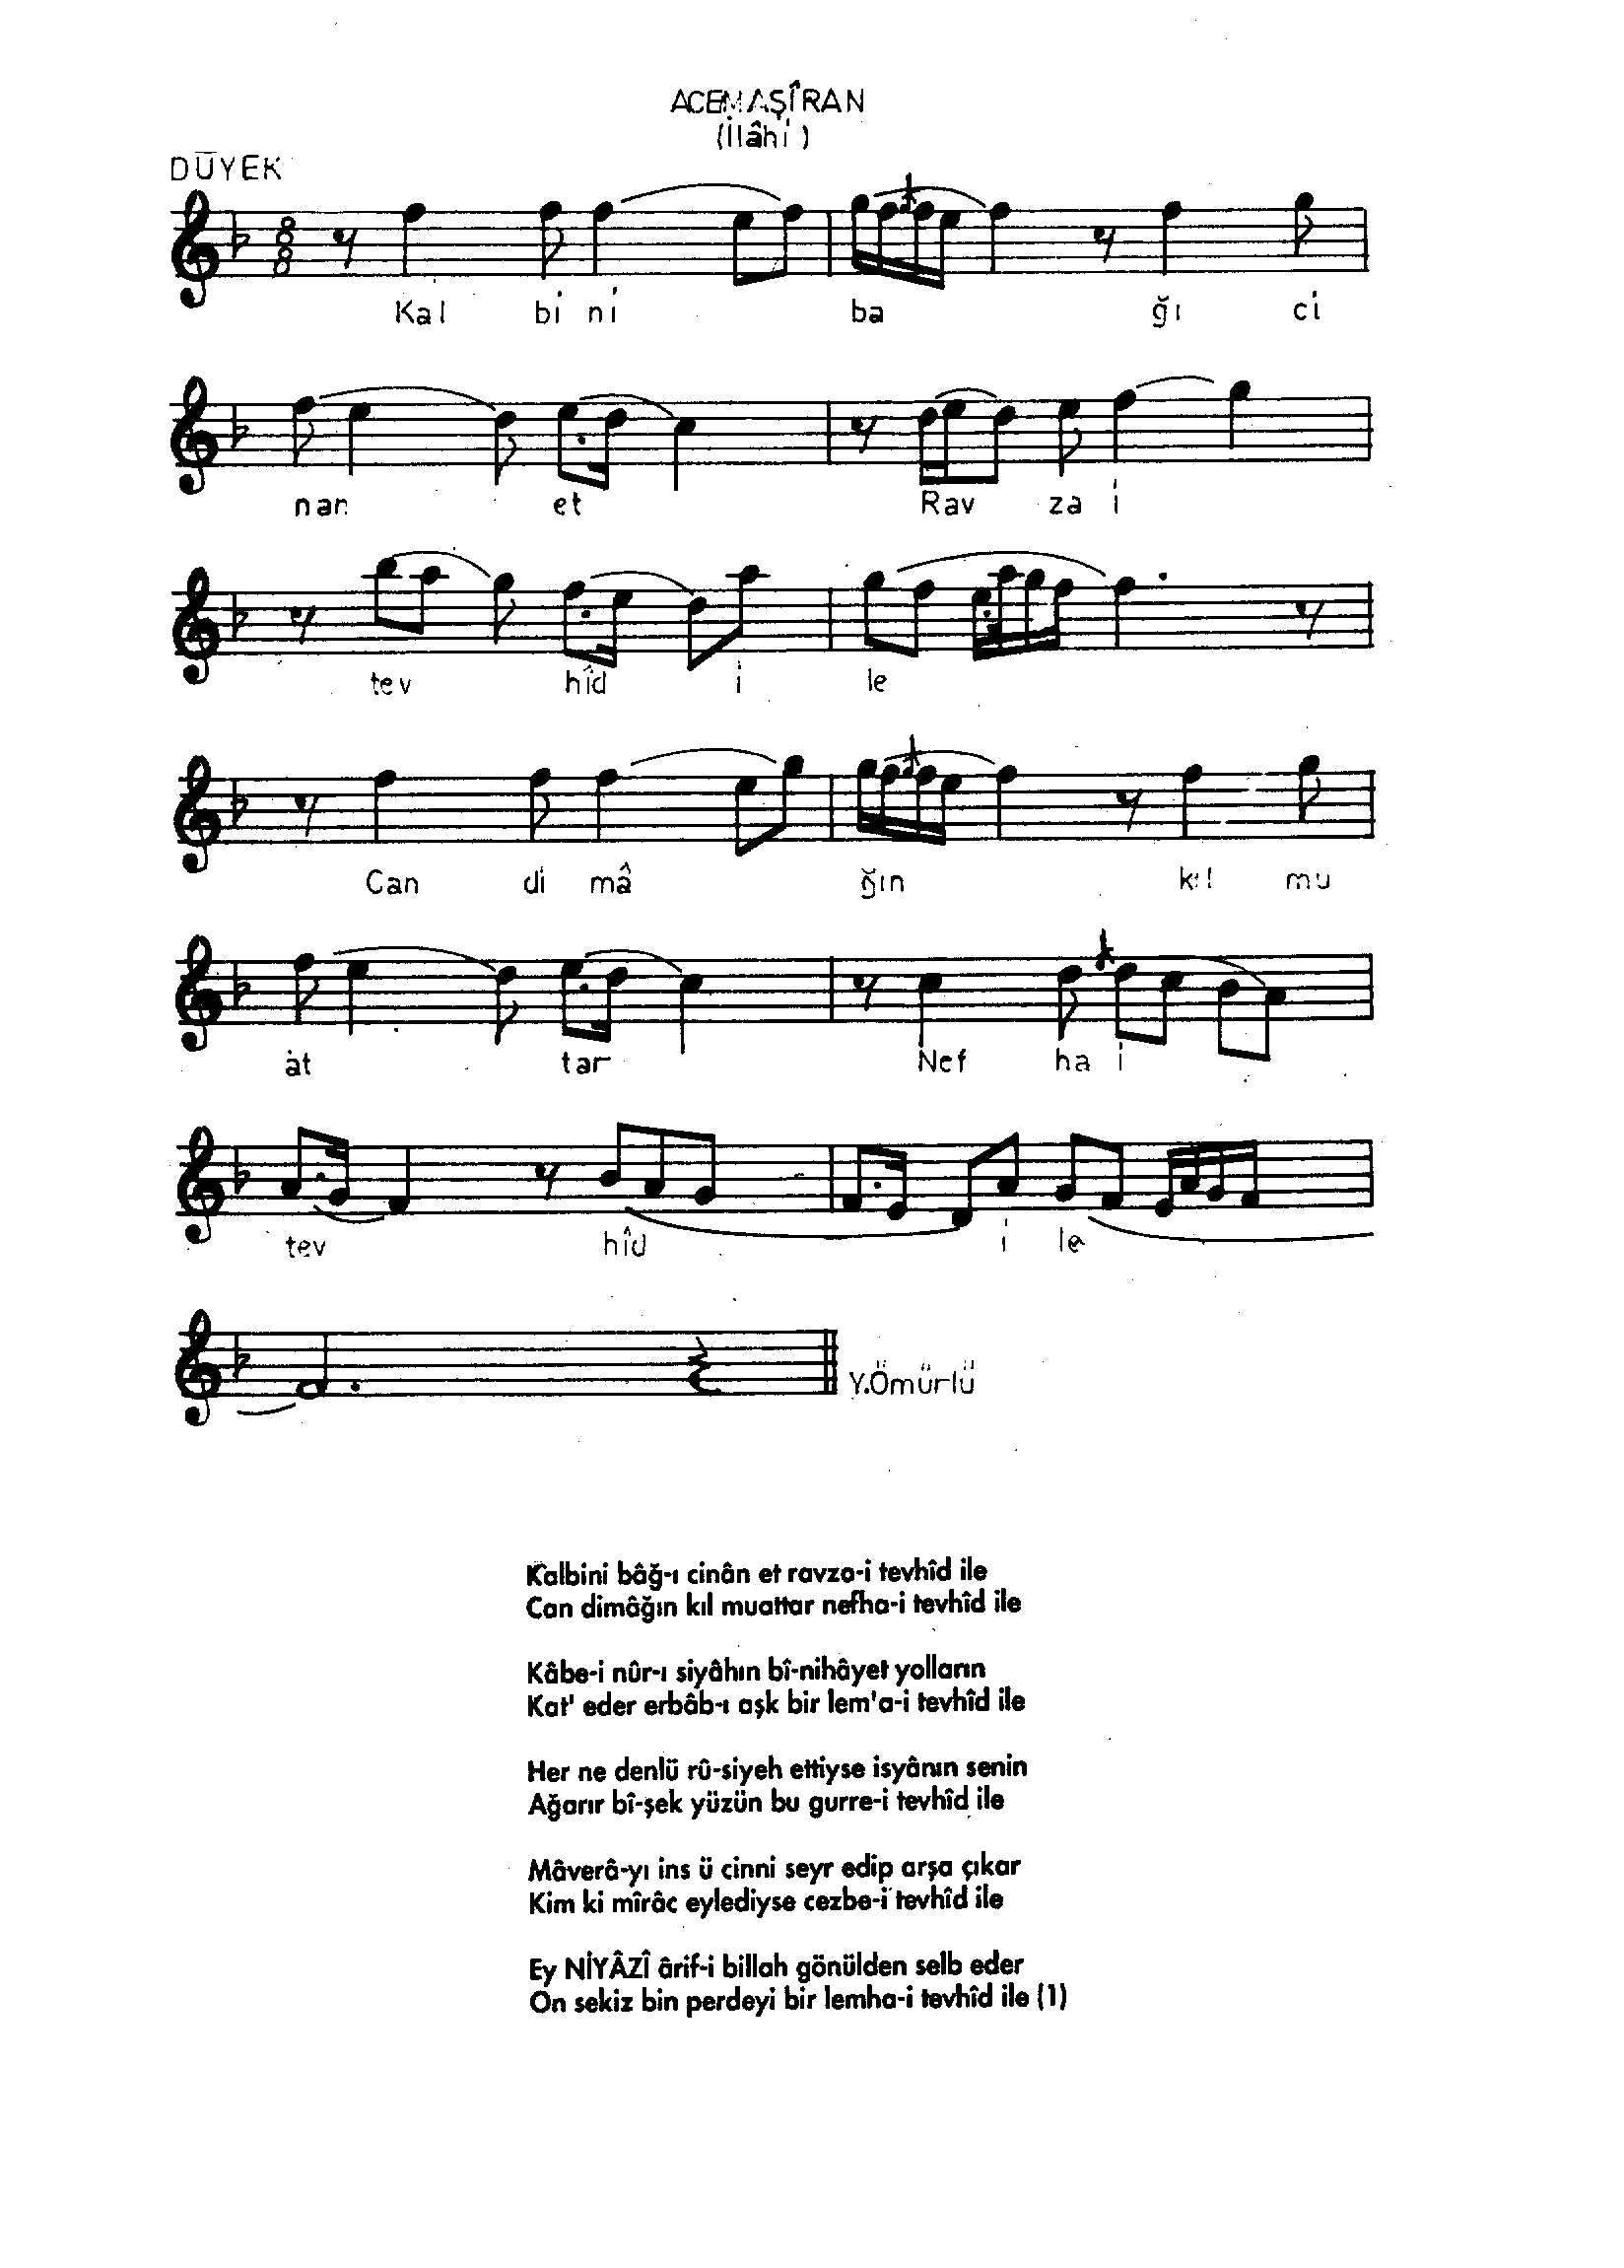 ACEMAŞÎRAN
(İlâhi)
DÜYEK
8
8
Kal bi ni ba ğı ci
nan et Rav za i
tev hîd i le
Can di mâ ğın kıl mu
at tar Nef ha i
tev hîd i le
Y.Ömürlü
Kalbini bâğ-ı cinân et ravza-i tevhîd ile
Can dimâğın kıl muattar nefha-i tevhîd ile
Kâbe-i nûr-ı siyâhın bî-nihâyet yolların
Kat' eder erbâb-ı aşk bir lem'a-i tevhîd ile
Her ne denlü rû-siyeh ettiyse isyânın senin
Ağarır bî-şek yüzün bu gurre-i tevhîd ile
Mâverâ-yı ins ü cinni seyr edip arşa çıkar
Kim ki mîrâc eylediyse cezbe-i tevhîd ile
Ey NİYÂZÎ ârif-i billah gönülden selb eder
On sekiz bin perdeyi bir lemha-i tevhîd ile (1)